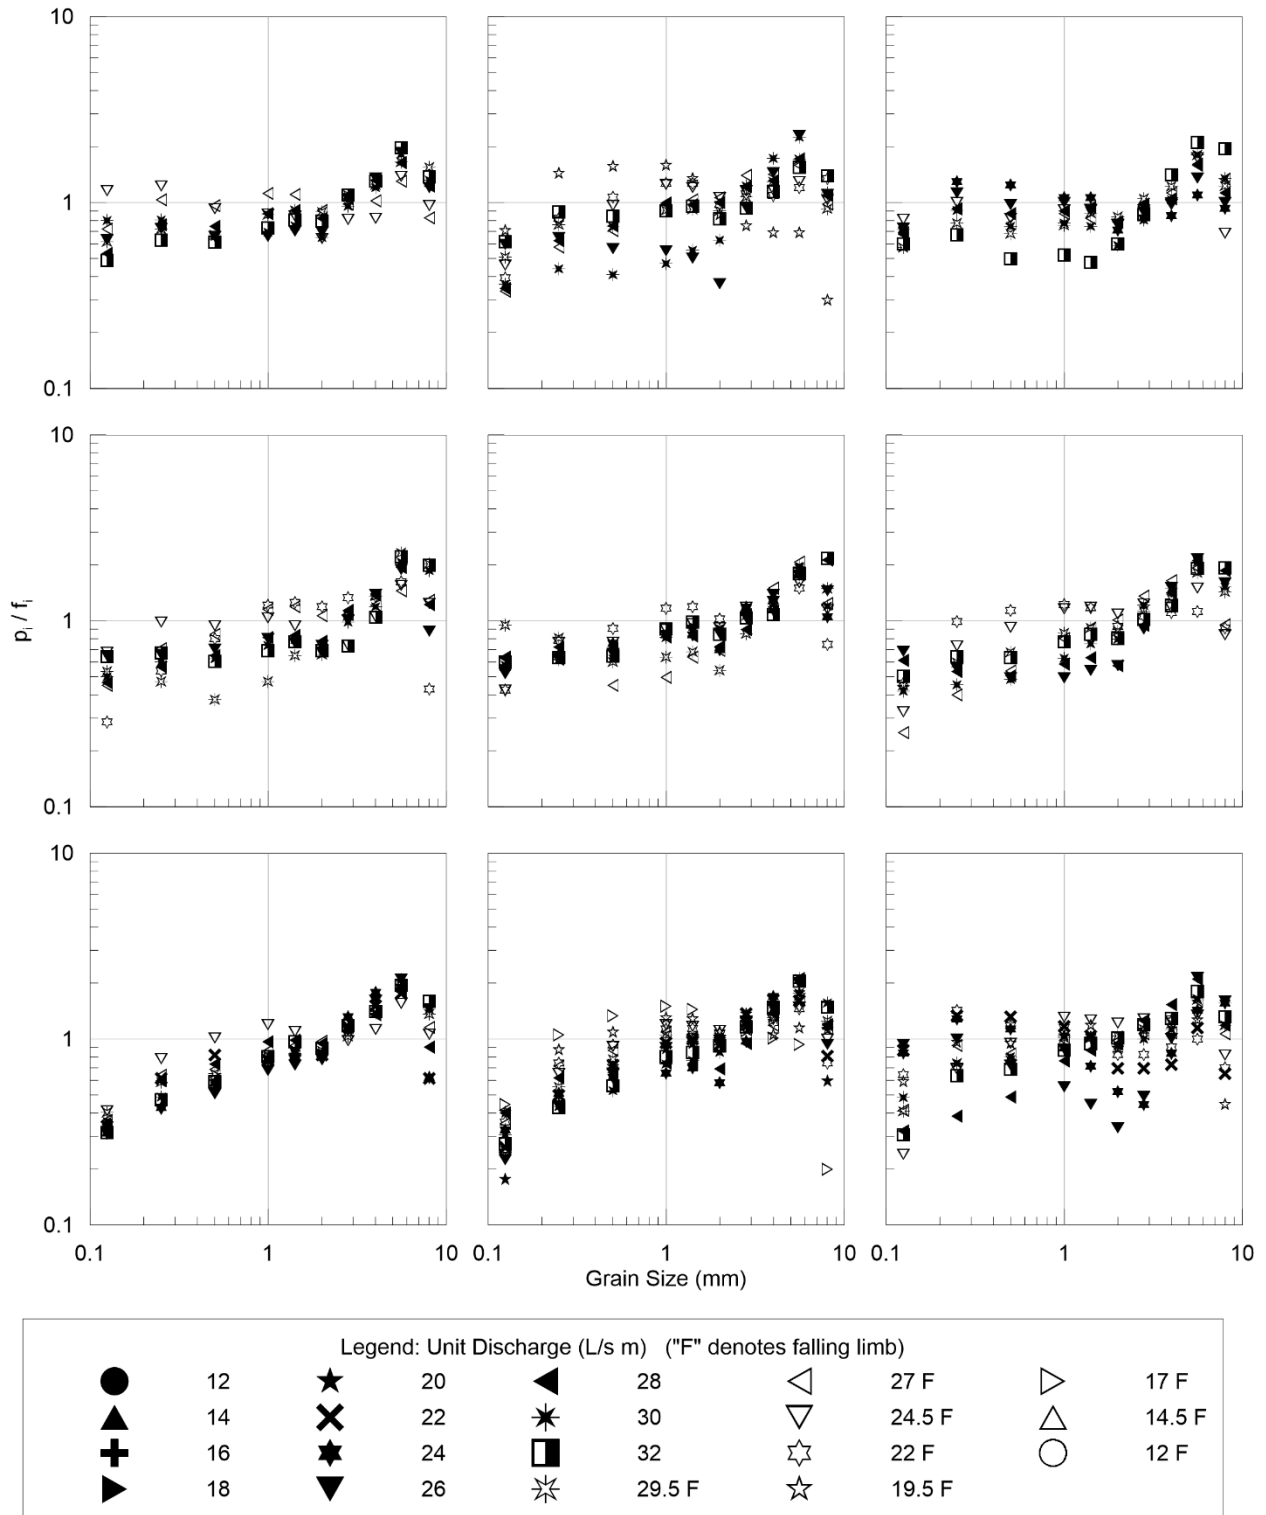 10
1
0.1
10
1
p_i / f_i
0.1
10
1
0.1
0.1 1 10 0.1 1 10 0.1 1 10
Grain Size (mm)
Legend: Unit Discharge (L/s m) ("F" denotes falling limb)
12 20 28 27 F 17 F
14 22 30 24.5 F 14.5 F
16 24 32 22 F 12 F
18 26 29.5 F 19.5 F